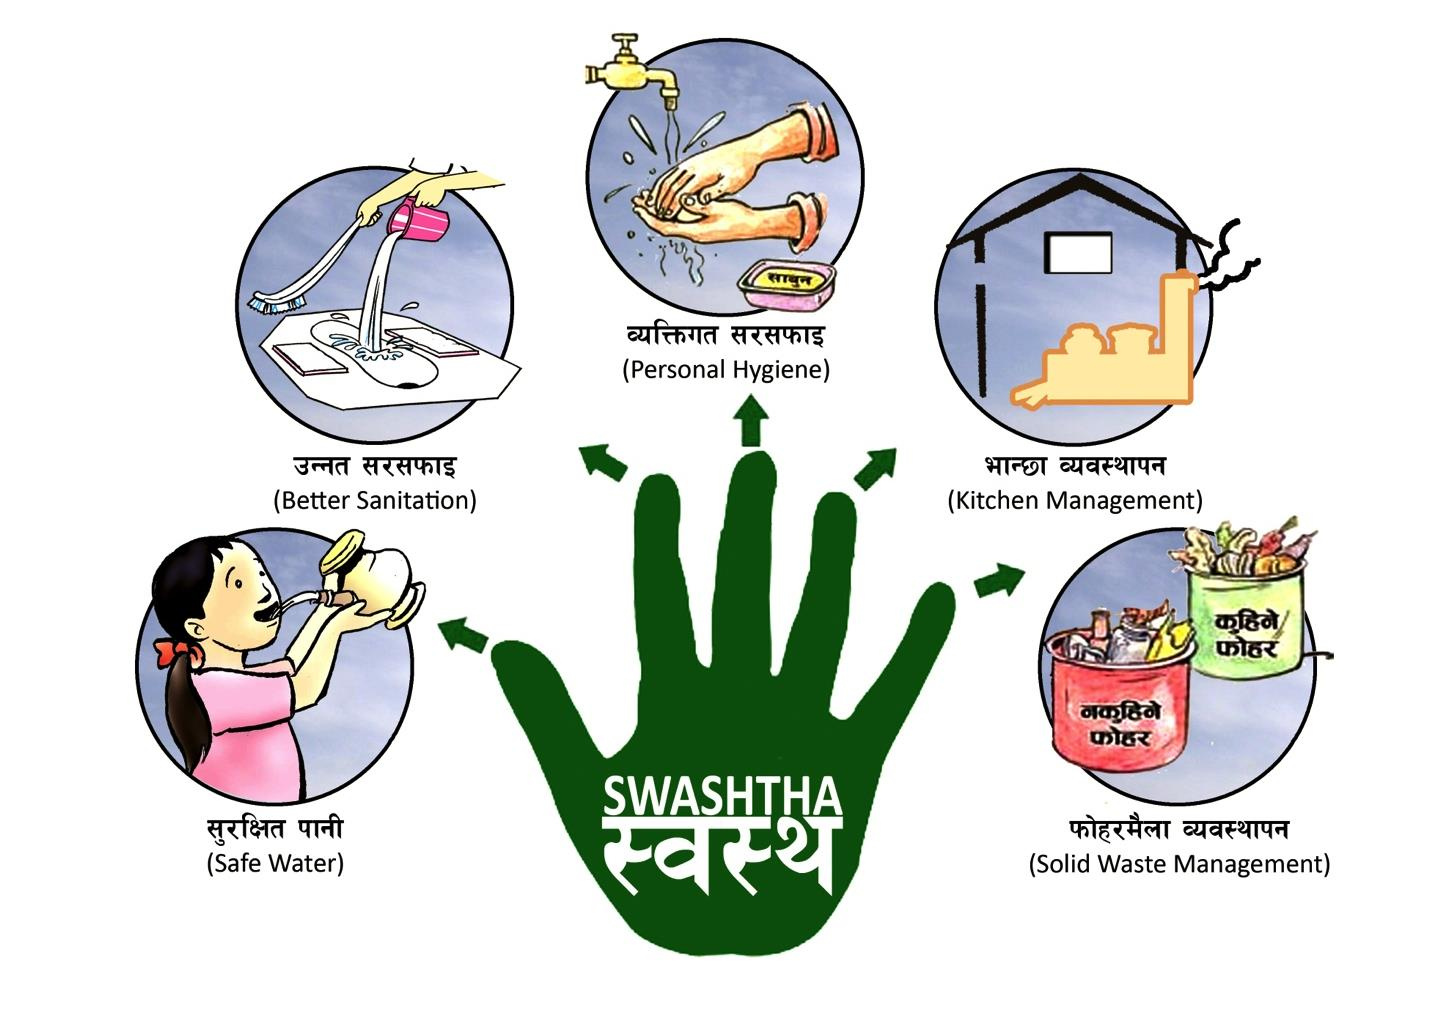 साबुन
व्यक्तिगत सरसफाइ
(Personal Hygiene)
उन्नत सरसफाइ
(Better Sanitation)
भान्छा व्यवस्थापन
(Kitchen Management)
कुहिने
फोहर
नकुहिने
फोहर
SWASHTHA
स्वस्थ
सुरक्षित पानी
(Safe Water)
फोहरमैला व्यवस्थापन
(Solid Waste Management)